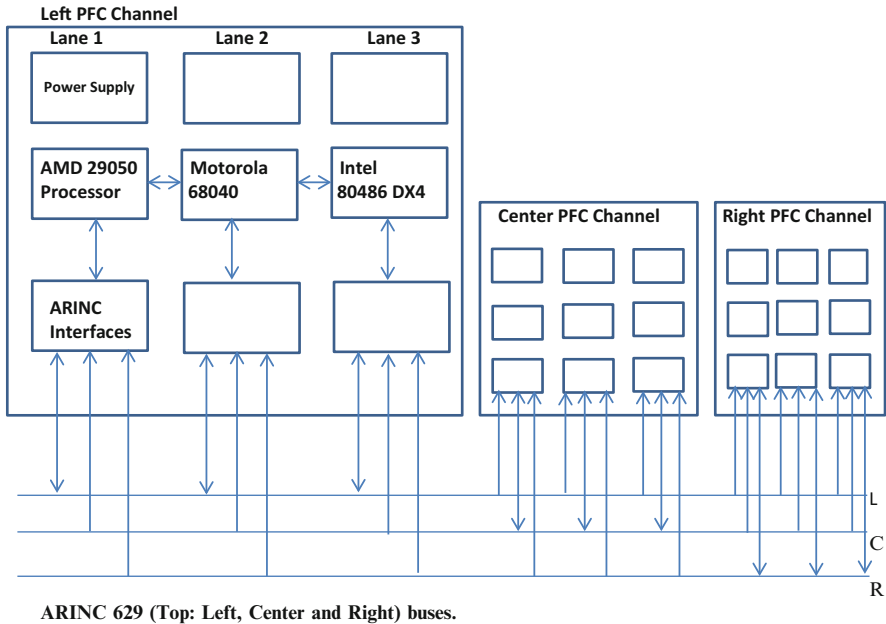 Left PFC Channel
Lane 1
Lane 2
Lane 3
Power Supply
AMD 29050
Processor
Motorola
68040
Intel
80486 DX4
ARINC
Interfaces
Center PFC Channel
Right PFC Channel
L
C
R
ARINC 629 (Top: Left, Center and Right) buses.